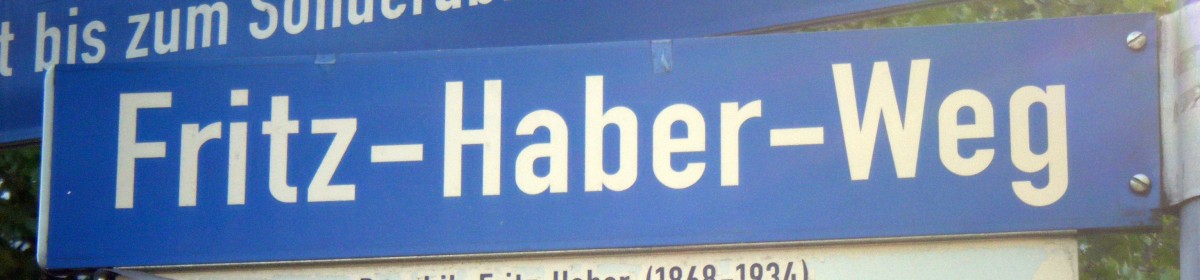 t bis zum
Fritz-Haber-Weg
Fritz Haber (1868-1934)